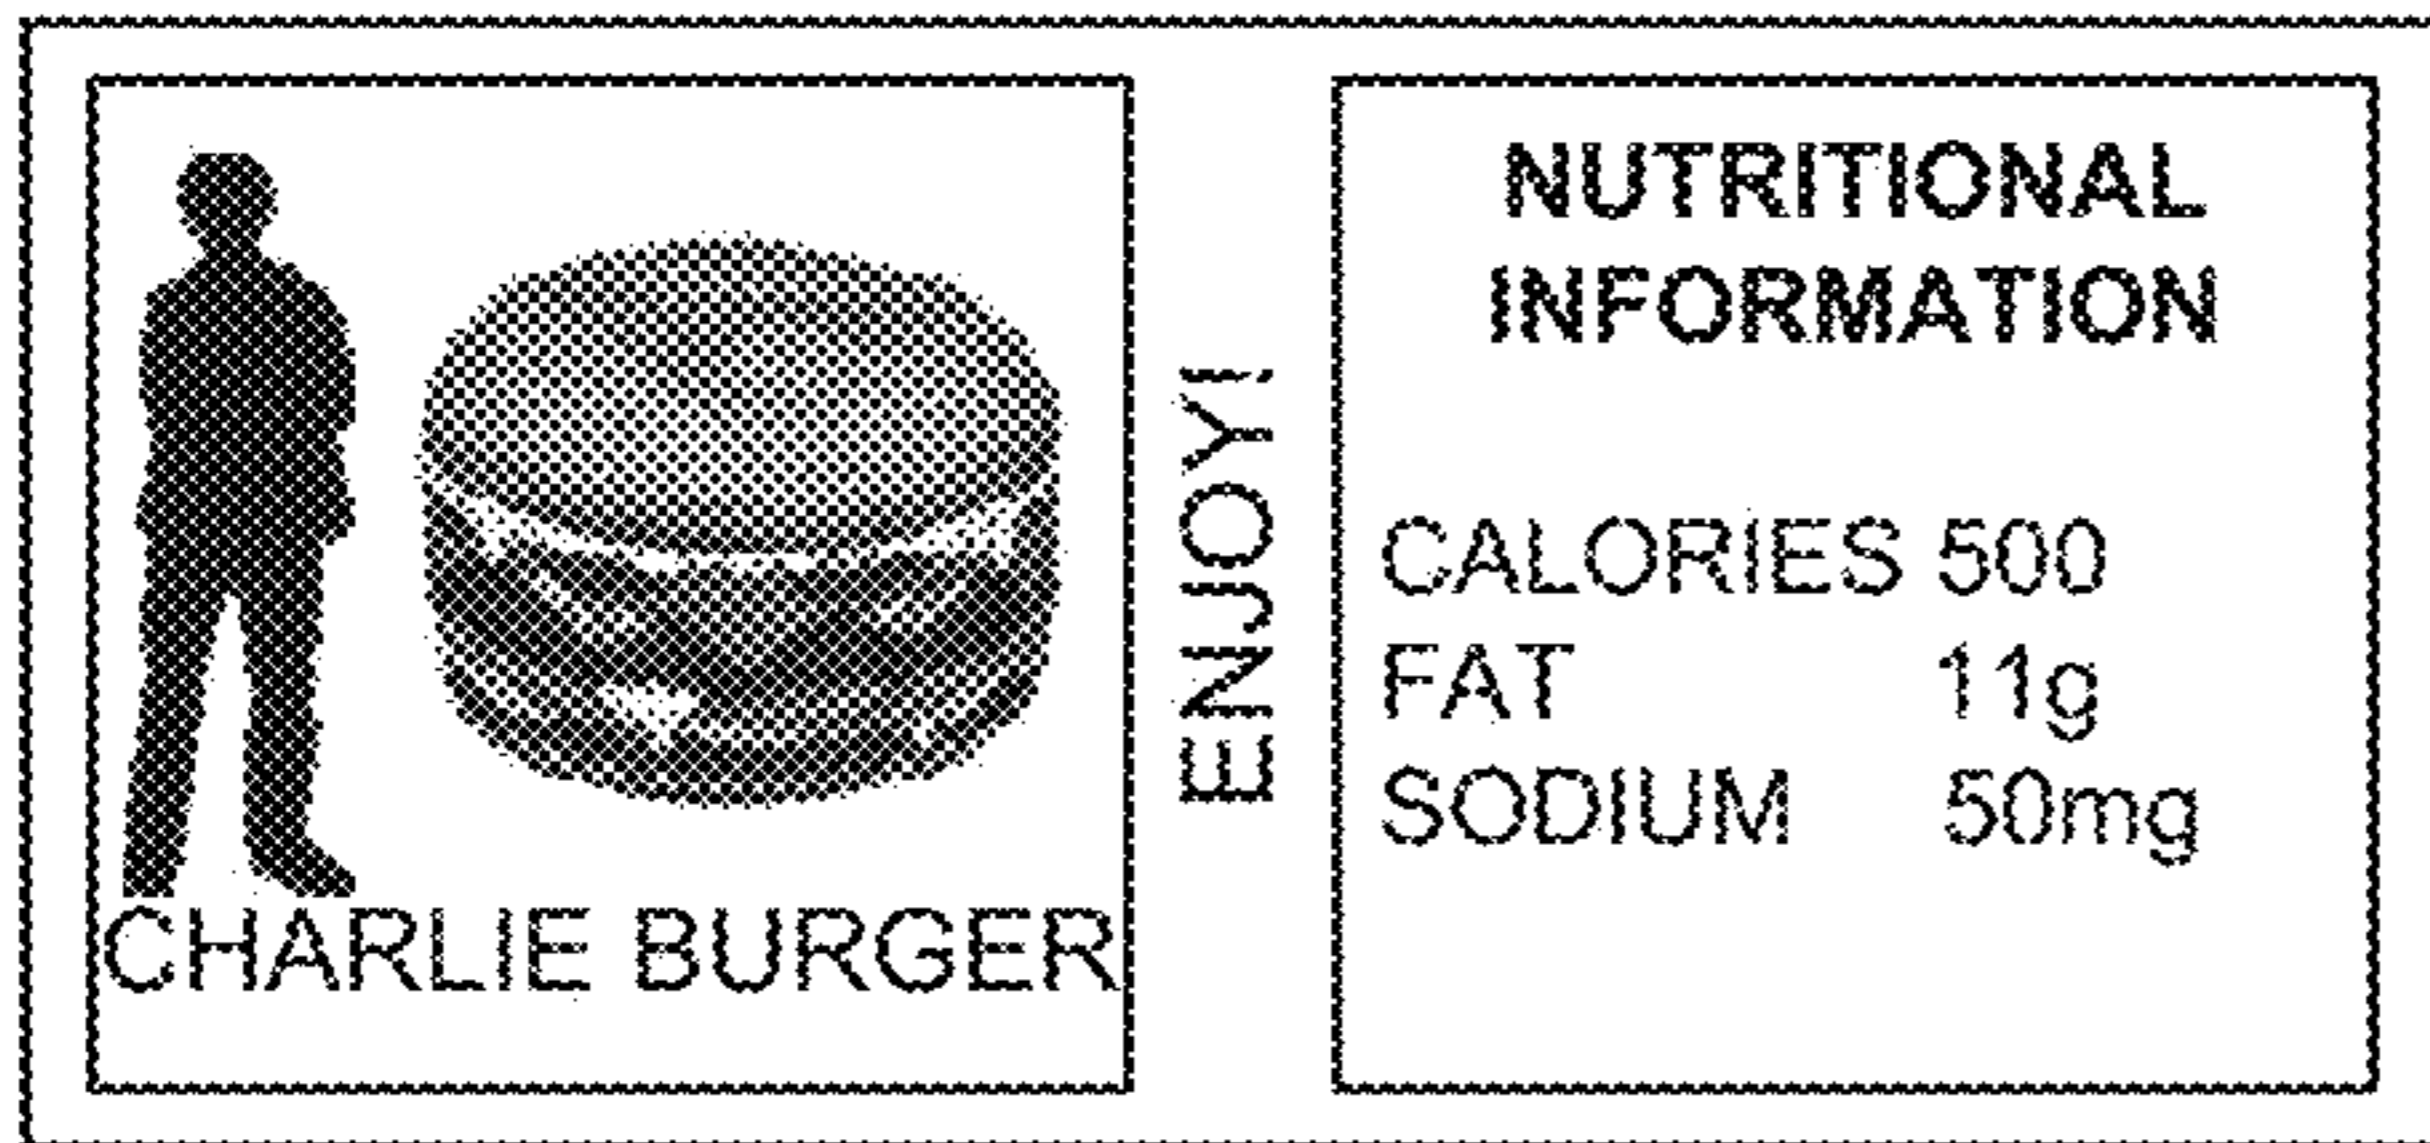 CHARLIE BURGER
ENJOY!
NUTRITIONAL
INFORMATION
CALORIES 500
FAT 11g
SODIUM 50mg